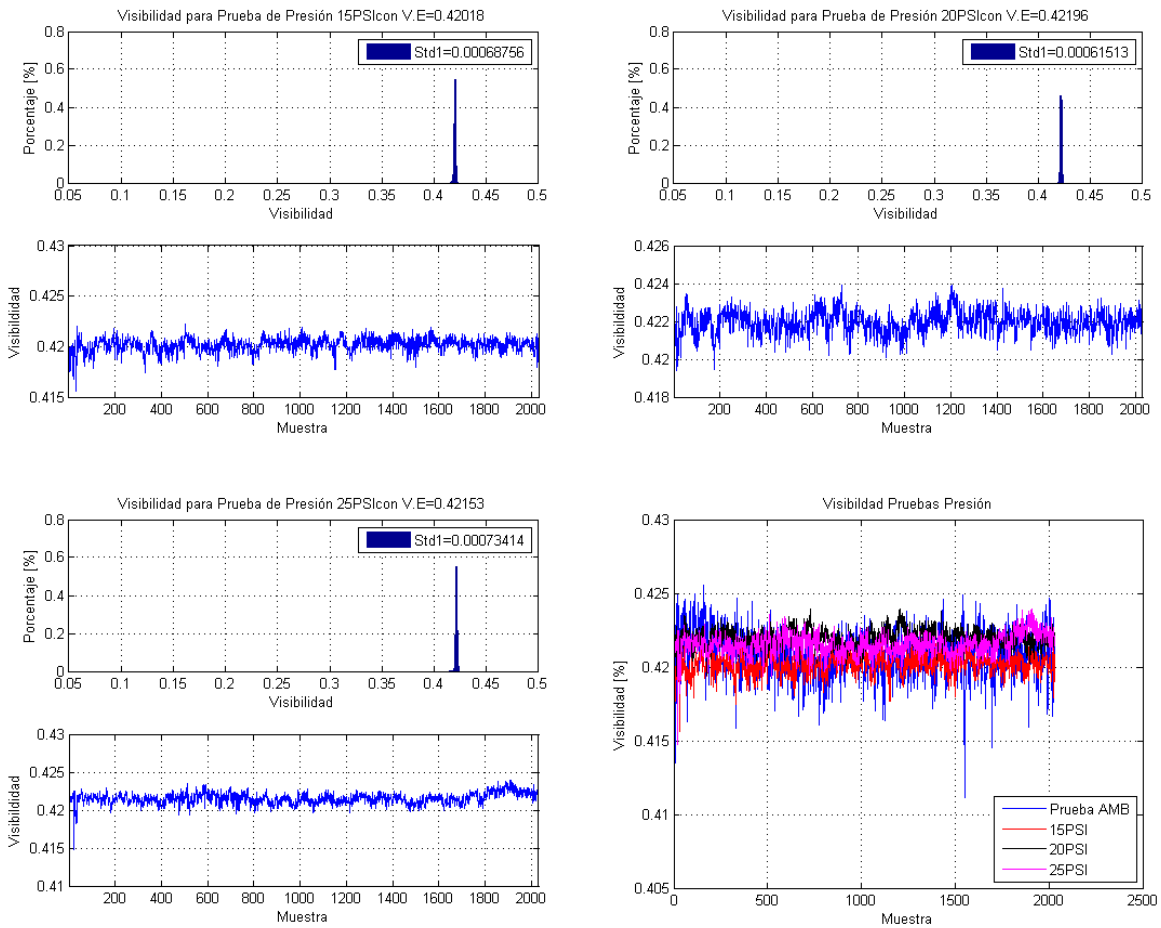 Visibilidad para Prueba de Presión 15PSIcon V.E=0.42018
0.8
0.6
0.4
0.2
0
Porcentaje [%]
Std1=0.00068756
0.05 0.1 0.15 0.2 0.25 0.3 0.35 0.4 0.45 0.5
Visibilidad
0.43
0.425
0.42
0.415
Visibildidad
200 400 600 800 1000 1200 1400 1600 1800 2000
Muestra
Visibilidad para Prueba de Presión 20PSIcon V.E=0.42196
0.8
0.6
0.4
0.2
0
Porcentaje [%]
Std1=0.00061513
0.05 0.1 0.15 0.2 0.25 0.3 0.35 0.4 0.45 0.5
Visibilidad
0.426
0.424
0.422
0.42
0.418
Visibildidad
200 400 600 800 1000 1200 1400 1600 1800 2000
Muestra
Visibilidad para Prueba de Presión 25PSIcon V.E=0.42153
0.8
0.6
0.4
0.2
0
Porcentaje [%]
Std1=0.00073414
0.05 0.1 0.15 0.2 0.25 0.3 0.35 0.4 0.45 0.5
Visibilidad
0.43
0.425
0.42
0.415
0.41
Visibildidad
200 400 600 800 1000 1200 1400 1600 1800 2000
Muestra
Visibildad Pruebas Presión
0.43
0.425
0.42
0.415
0.41
0.405
Visibilidad [%]
Prueba AMB
15PSI
20PSI
25PSI
0 500 1000 1500 2000 2500
Muestra